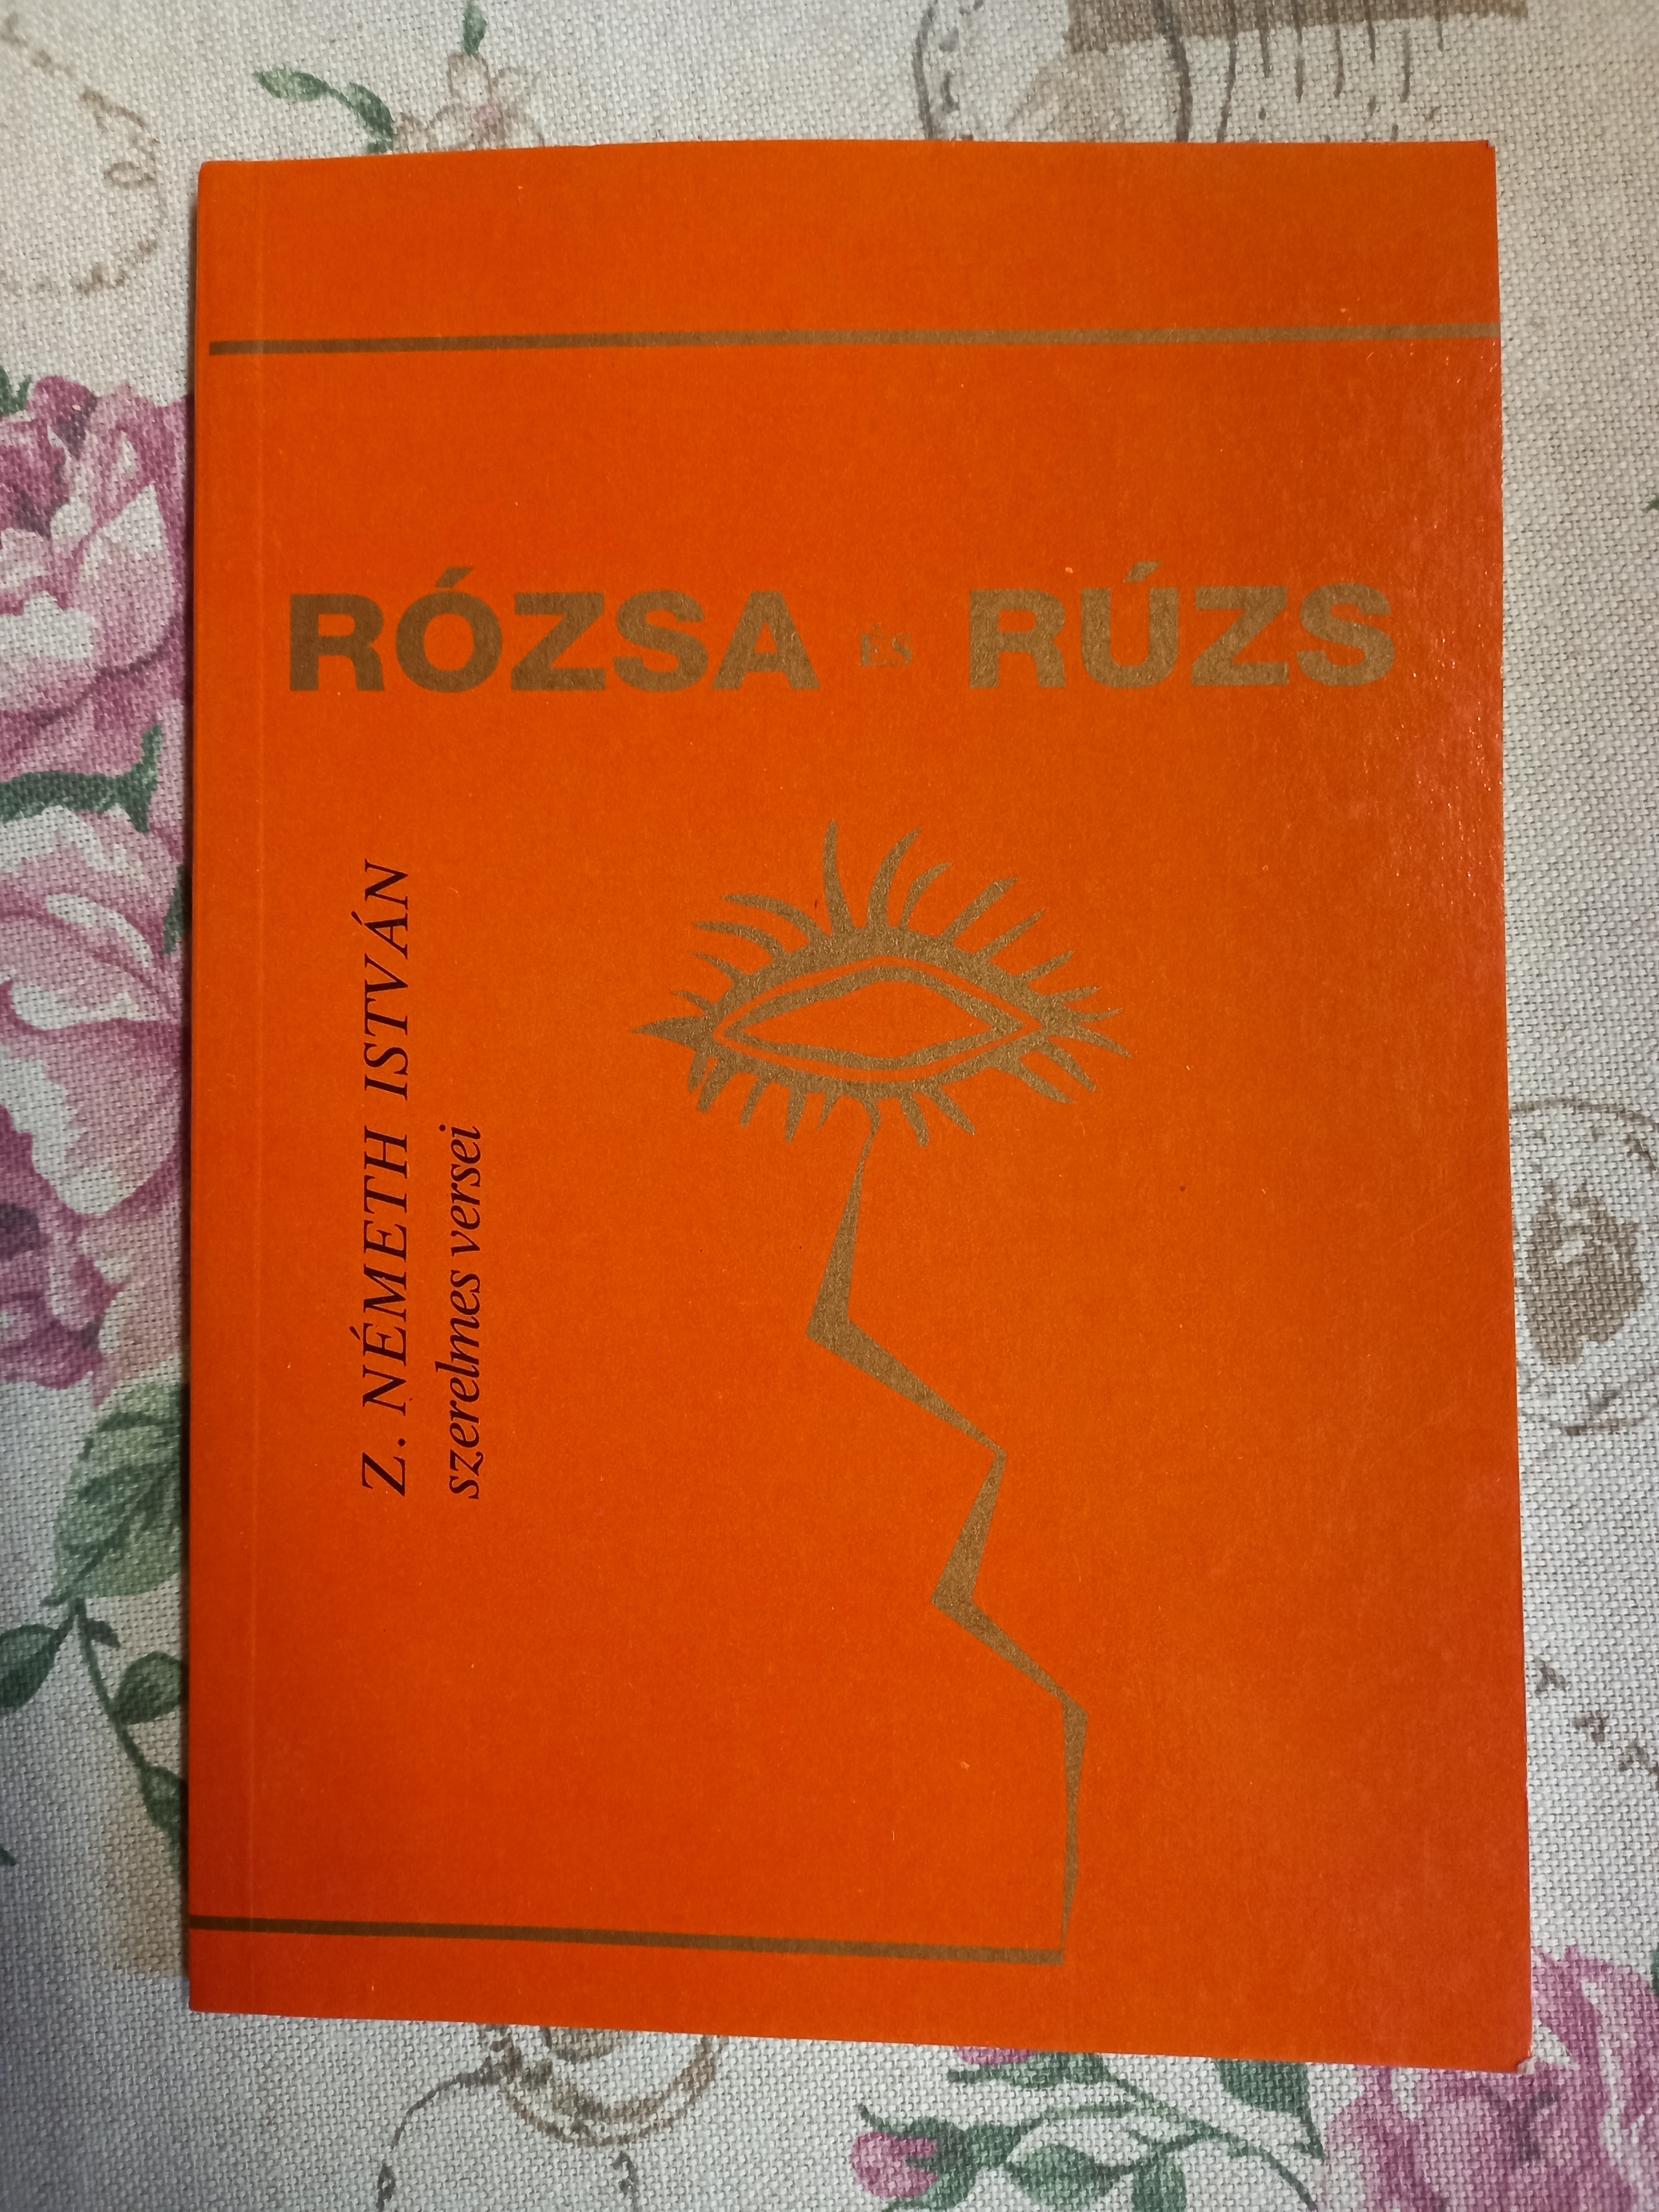 RÓZSA ÉS RÚZS
Z. NÉMETH ISTVÁN
szerelmes versei